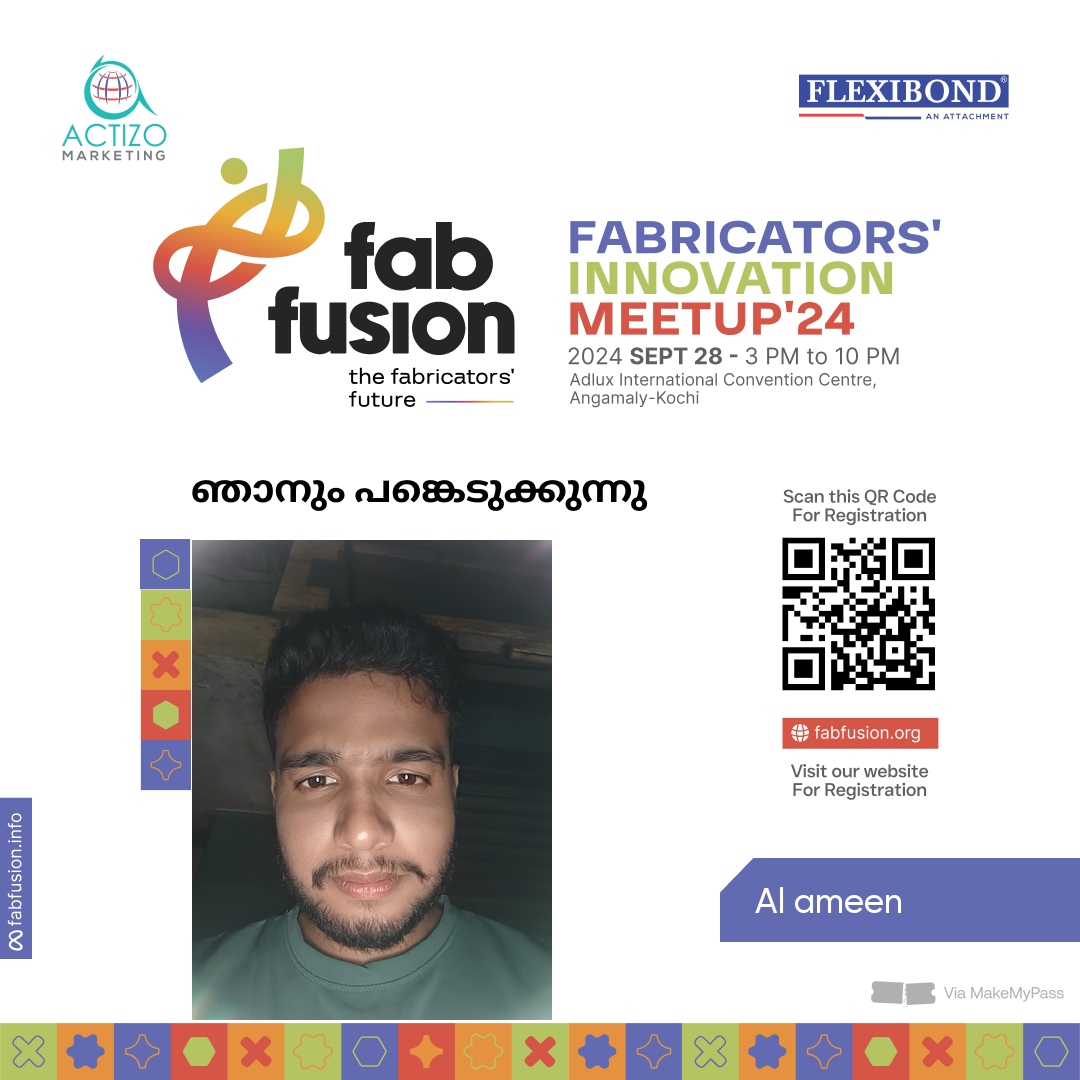 ACTIZO
MARKETING
FLEXIBOND®
AN ATTACHMENT
fab
fusion
the fabricators'
future
FABRICATORS'
INNOVATION
MEETUP'24
2024 SEPT 28 - 3 PM to 10 PM
Adlux International Convention Centre,
Angamaly-Kochi
ഞാനും പങ്കെടുക്കുന്നു
Scan this QR Code
For Registration
fabfusion.org
Visit our website
For Registration
fabfusion.info
Al ameen
Via MakeMyPass